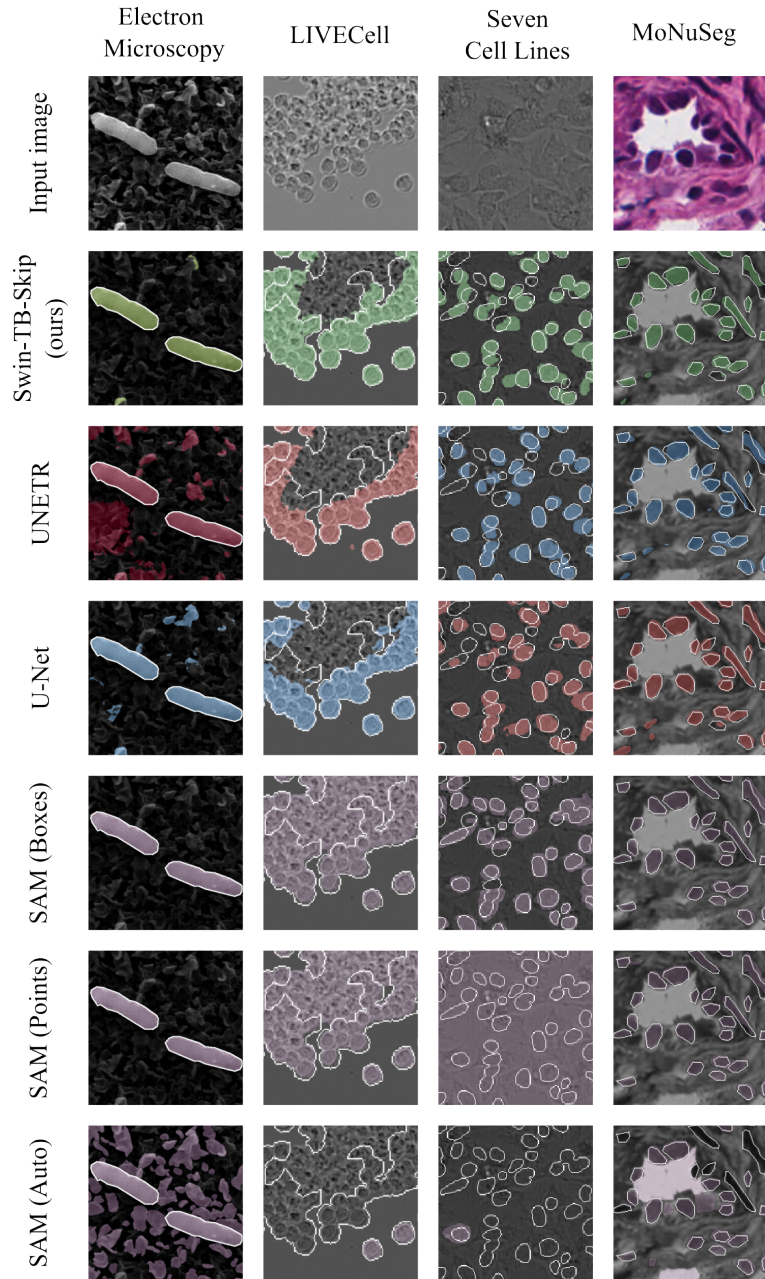 Electron
Microscopy
LIVECell
Seven
Cell Lines
MoNuSeg
Input image
Swin-TB-Skip
(ours)
UNETR
U-Net
SAM (Boxes)
SAM (Points)
SAM (Auto)